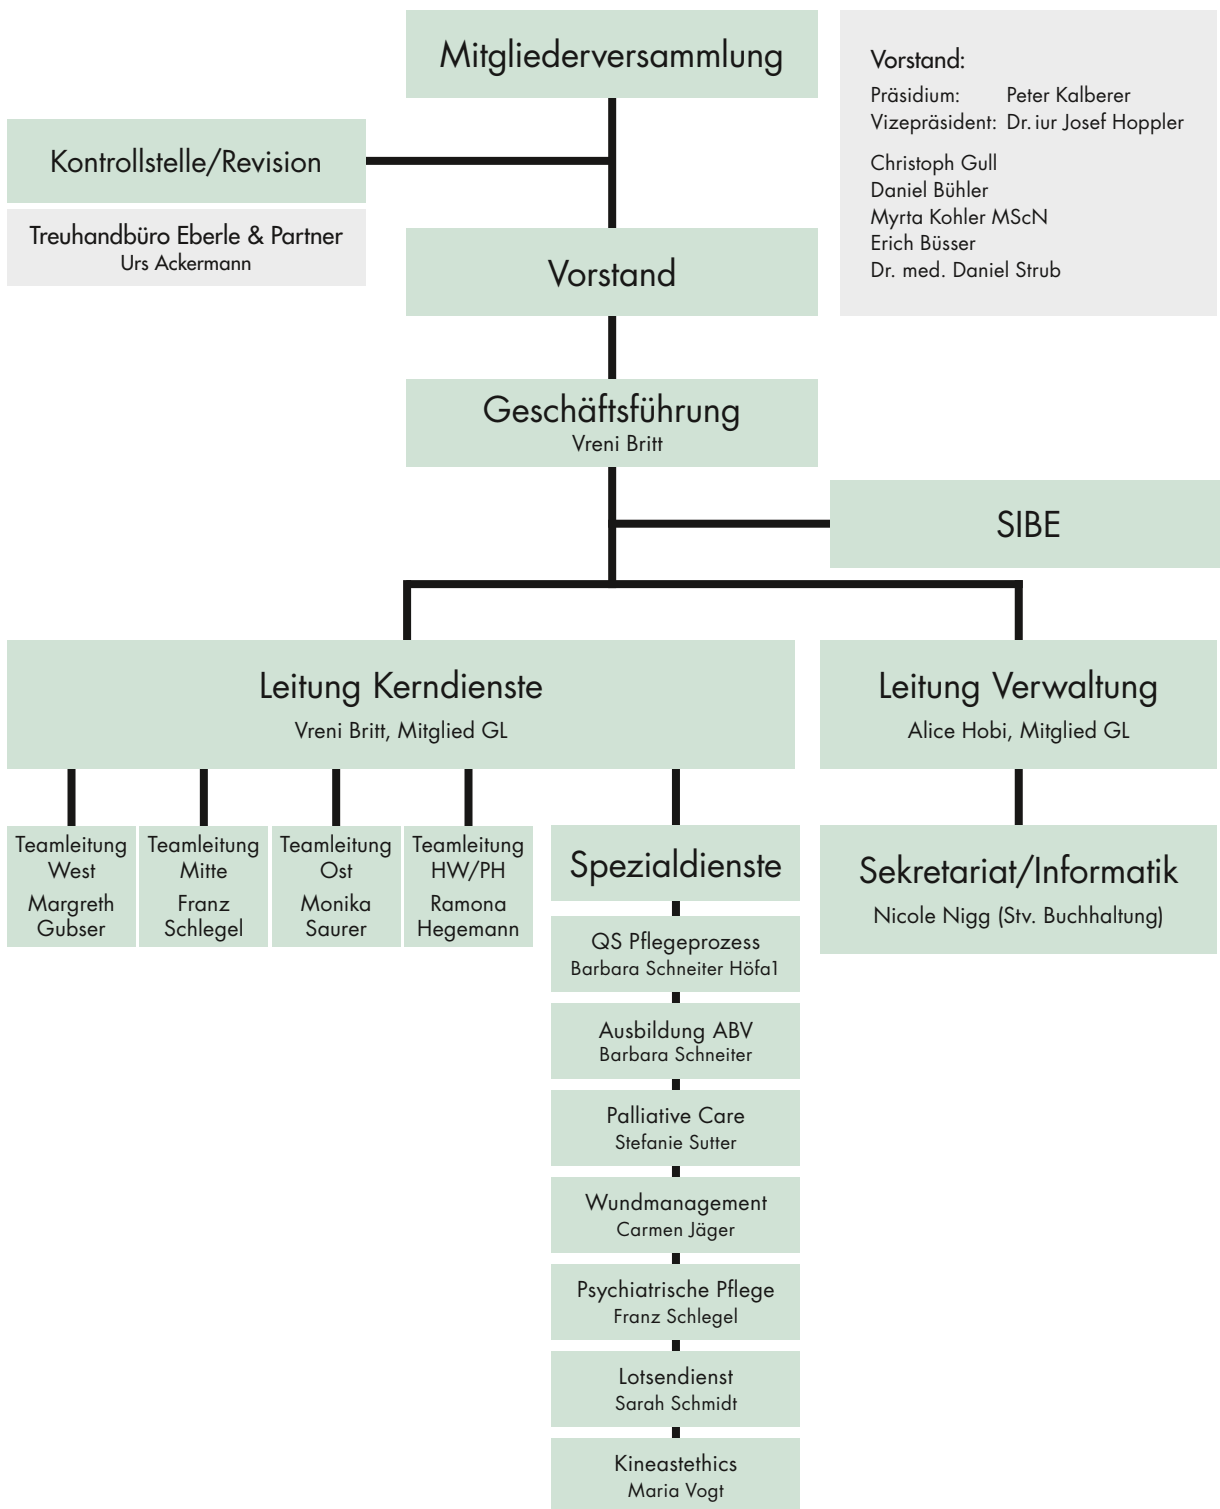 Mitgliederversammlung
Vorstand:
Präsidium: Peter Kalberer
Vizepräsident: Dr. iur Josef Hoppler
Christoph Gull
Daniel Bühler
Myrta Kohler MScN
Erich Büsser
Dr. med. Daniel Strub
Kontrollstelle/Revision
Treuhandbüro Eberle & Partner
Urs Ackermann
Vorstand
Geschäftsführung
Vreni Britt
SIBE
Leitung Kerndienste
Vreni Britt, Mitglied GL
Leitung Verwaltung
Alice Hobi, Mitglied GL
Teamleitung
West
Margreth
Gubser
Teamleitung
Mitte
Franz
Schlegel
Teamleitung
Ost
Monika
Saurer
Teamleitung
HW/PH
Ramona
Hegemann
Spezialdienste
Sekretariat/Informatik
Nicole Nigg (Stv. Buchhaltung)
QS Pflegeprozess
Barbara Schneiter Höfa1
Ausbildung ABV
Barbara Schneiter
Palliative Care
Stefanie Sutter
Wundmanagement
Carmen Jäger
Psychiatrische Pflege
Franz Schlegel
Lotsendienst
Sarah Schmidt
Kineastethics
Maria Vogt